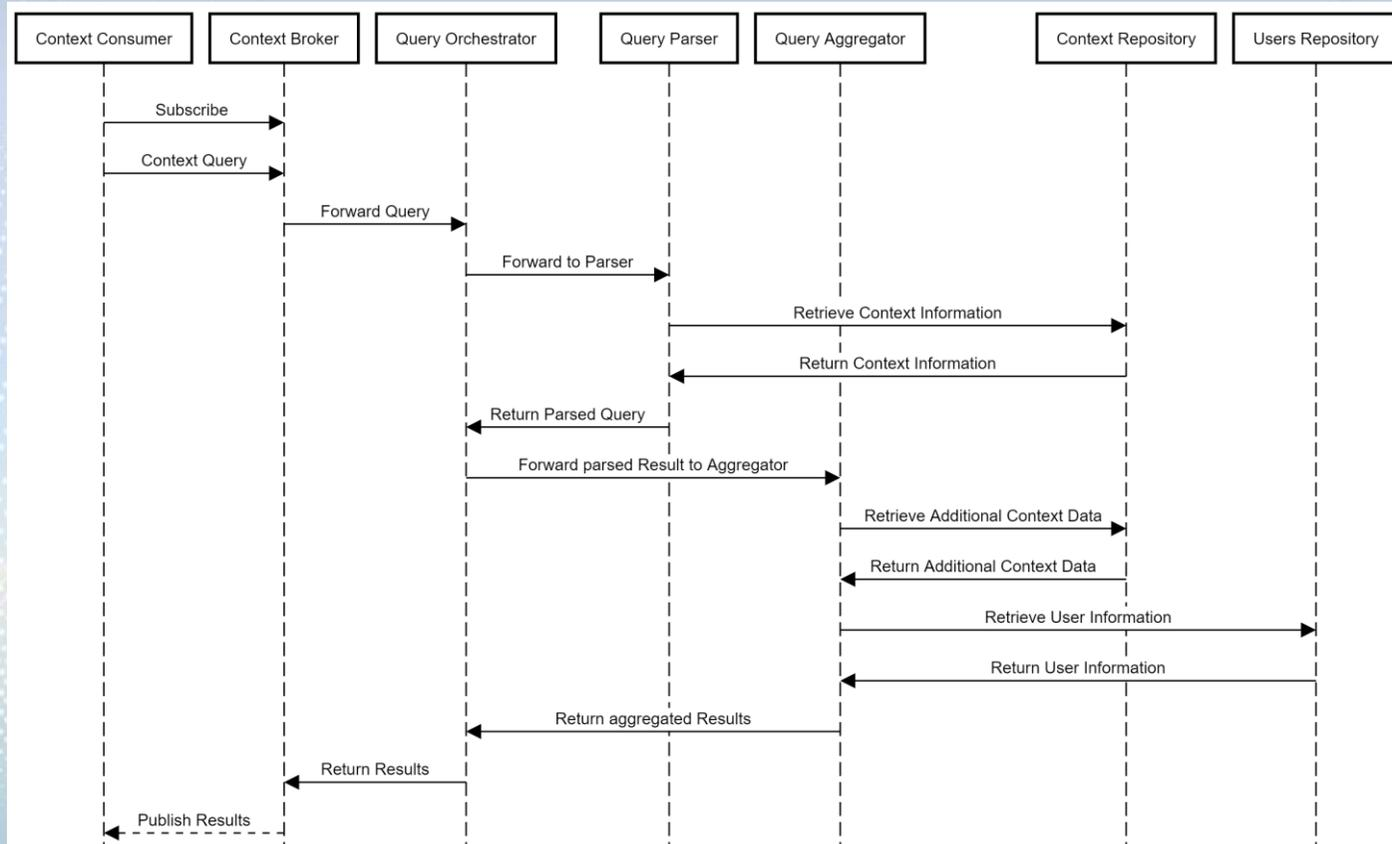 Context Consumer
Context Broker
Query Orchestrator
Query Parser
Query Aggregator
Context Repository
Users Repository
Subscribe
Context Query
Forward Query
Forward to Parser
Retrieve Context Information
Return Context Information
Return Parsed Query
Forward parsed Result to Aggregator
Retrieve Additional Context Data
Return Additional Context Data
Retrieve User Information
Return User Information
Return aggregated Results
Return Results
Publish Results